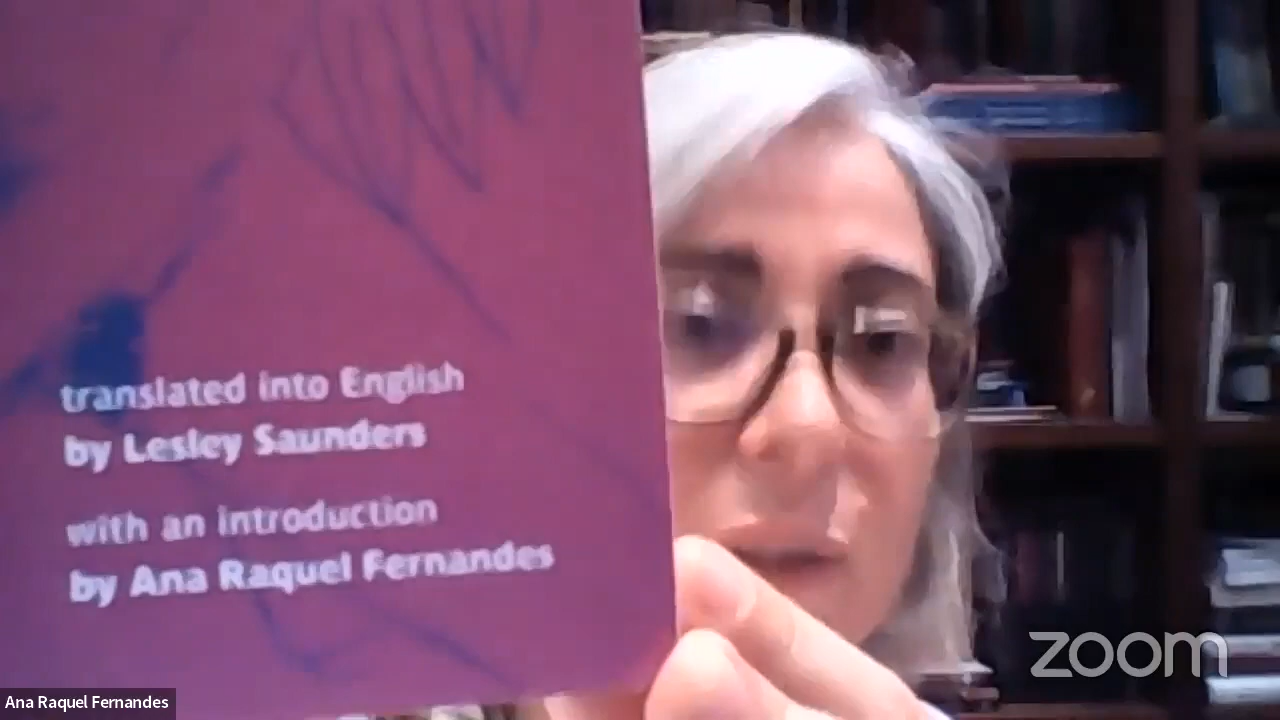 translated into English
by Lesley Saunders
with an introduction
by Ana Raquel Fernandes
Ana Raquel Fernandes
zoom